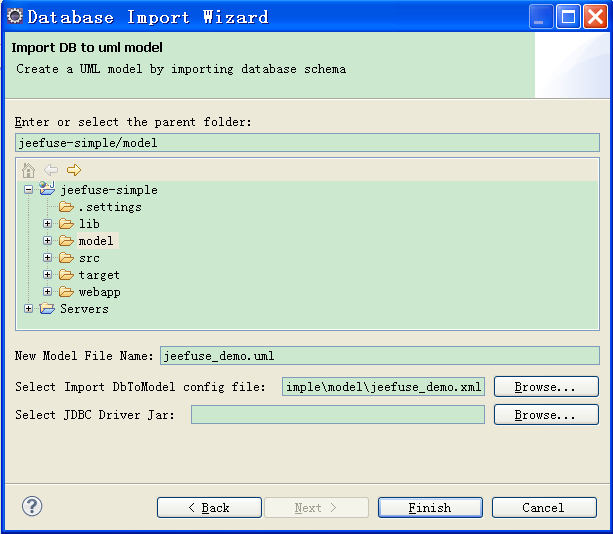 Database Import Wizard
Import DB to uml model
Create a UML model by importing database schema
Enter or select the parent folder:
jeefuse-simple/model
jeefuse-simple
.settings
lib
model
src
target
webapp
Servers
New Model File Name: jeefuse_demo.uml
Select Import DbToModel config file: imple\model\jeefuse_demo.xml Browse...
Select JDBC Driver Jar: Browse...
< Back Next > Finish Cancel